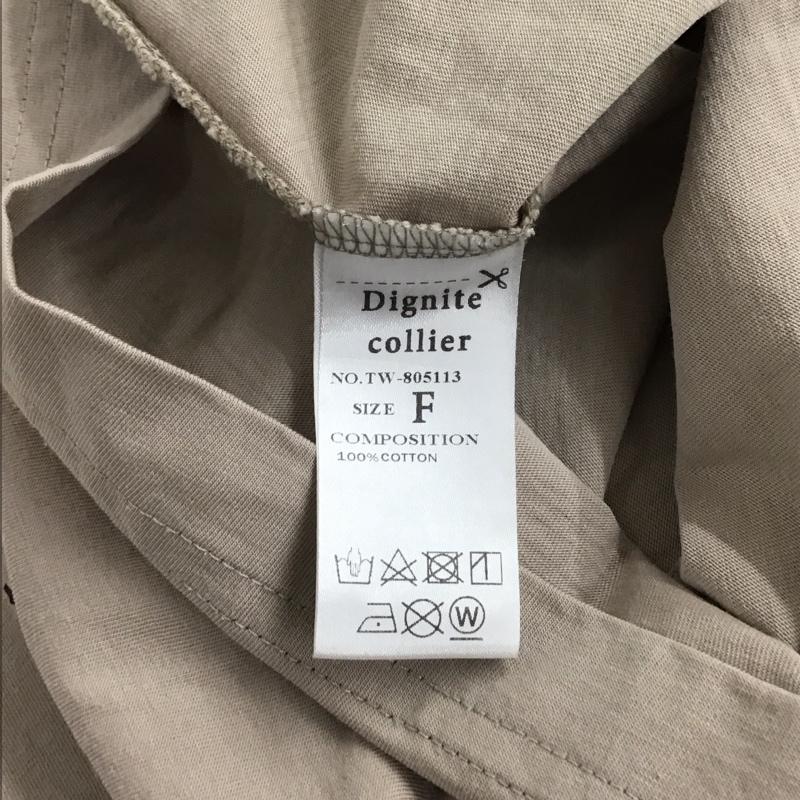 Dignite
collier
NO.TW-805113
SIZE F
COMPOSITION
100%COTTON
W